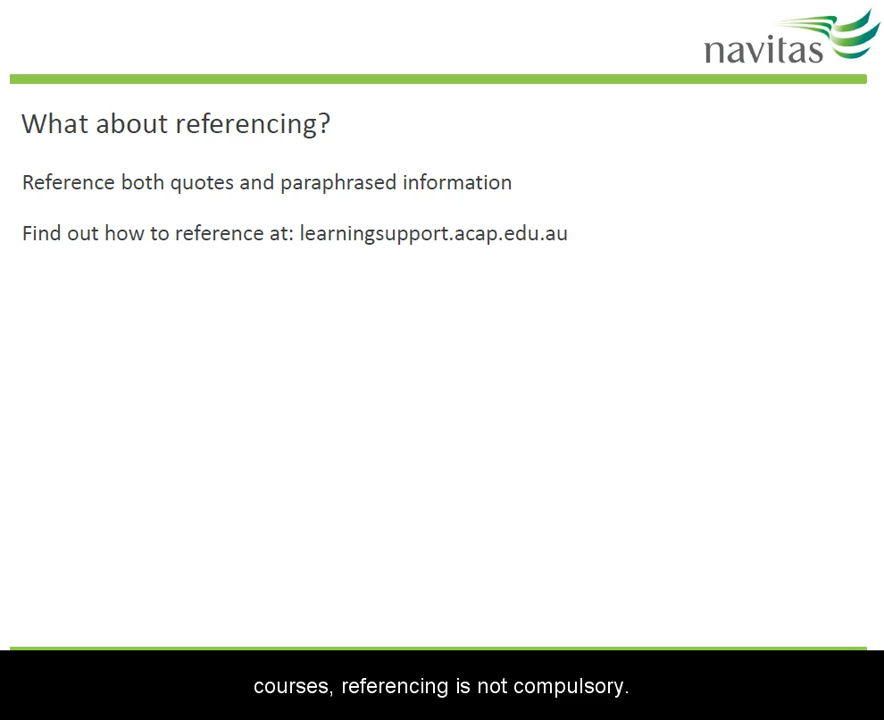 navitas
What about referencing?
Reference both quotes and paraphrased information
Find out how to reference at: learningsupport.acap.edu.au
courses, referencing is not compulsory.